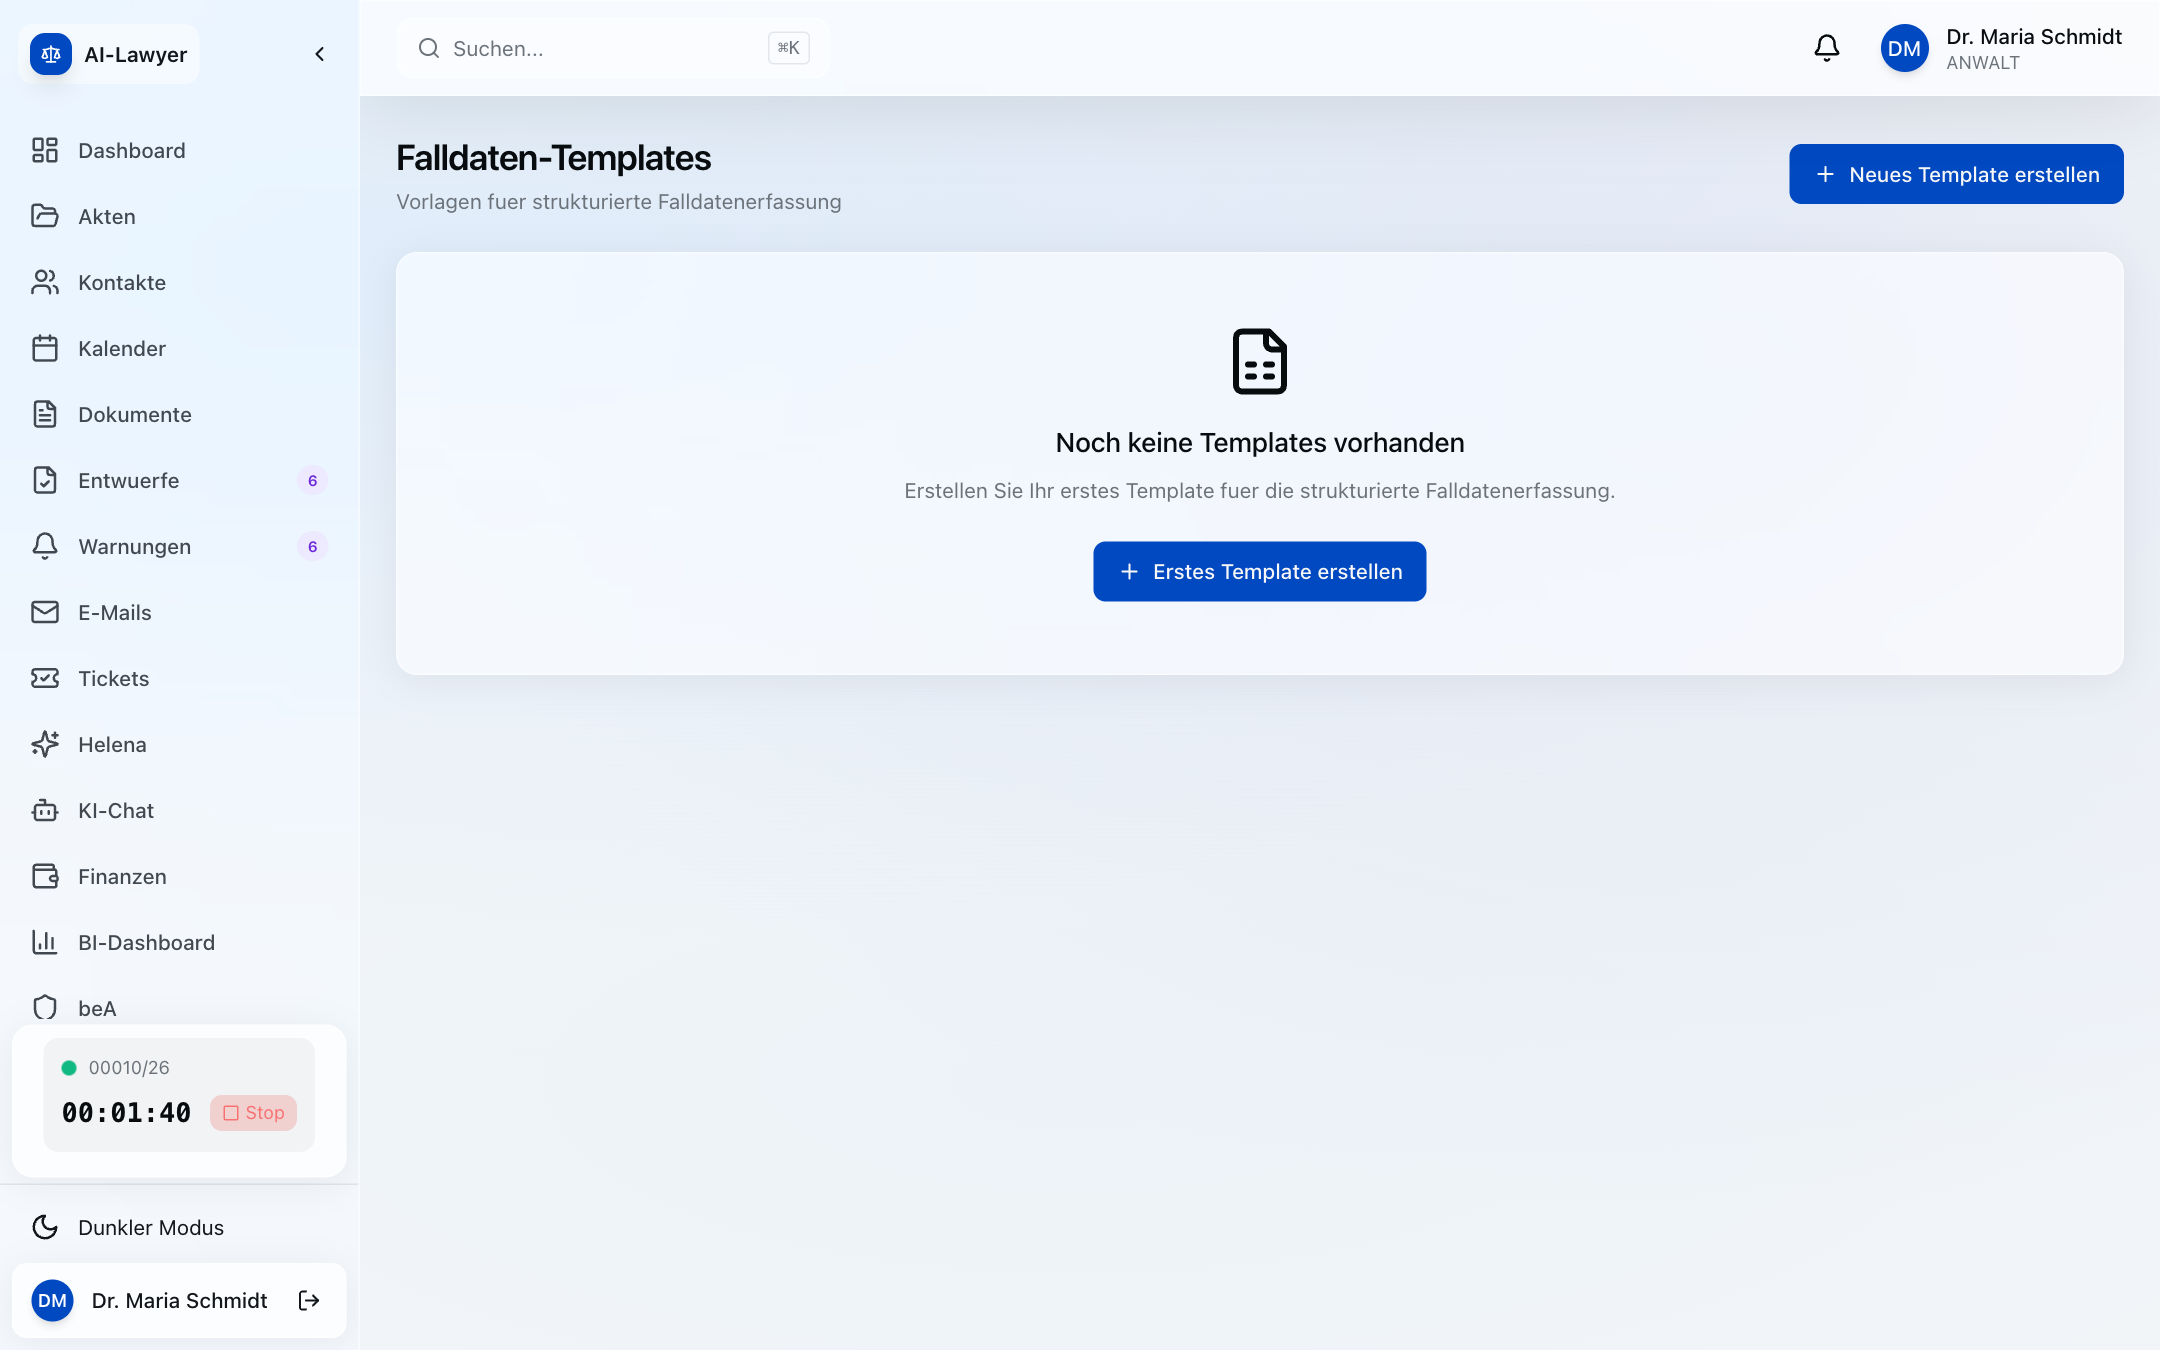 AI-Lawyer
Dashboard
Akten
Kontakte
Kalender
Dokumente
Entwuerfe 6
Warnungen 6
E-Mails
Tickets
Helena
KI-Chat
Finanzen
BI-Dashboard
beA
00010/26
00:01:40 Stop
Dunkler Modus
DM Dr. Maria Schmidt
Suchen... ⌘K
DM Dr. Maria Schmidt
ANWALT
Falldaten-Templates
Vorlagen fuer strukturierte Falldatenerfassung
Neues Template erstellen
Noch keine Templates vorhanden
Erstellen Sie Ihr erstes Template fuer die strukturierte Falldatenerfassung.
Erstes Template erstellen